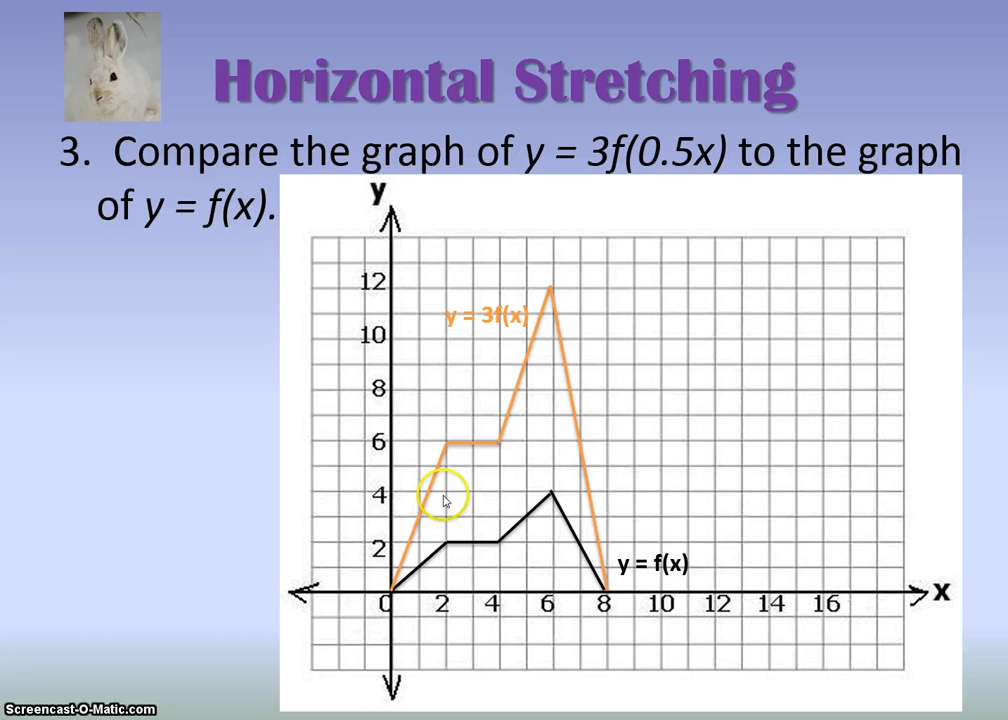 Horizontal Stretching
3. Compare the graph of y = 3f(0.5x) to the graph
of y = f(x).
y
12
y = 3f(x)
10
8
6
4
2
y = f(x)
0 2 4 6 8 10 12 14 16 x
Screencast-O-Matic.com